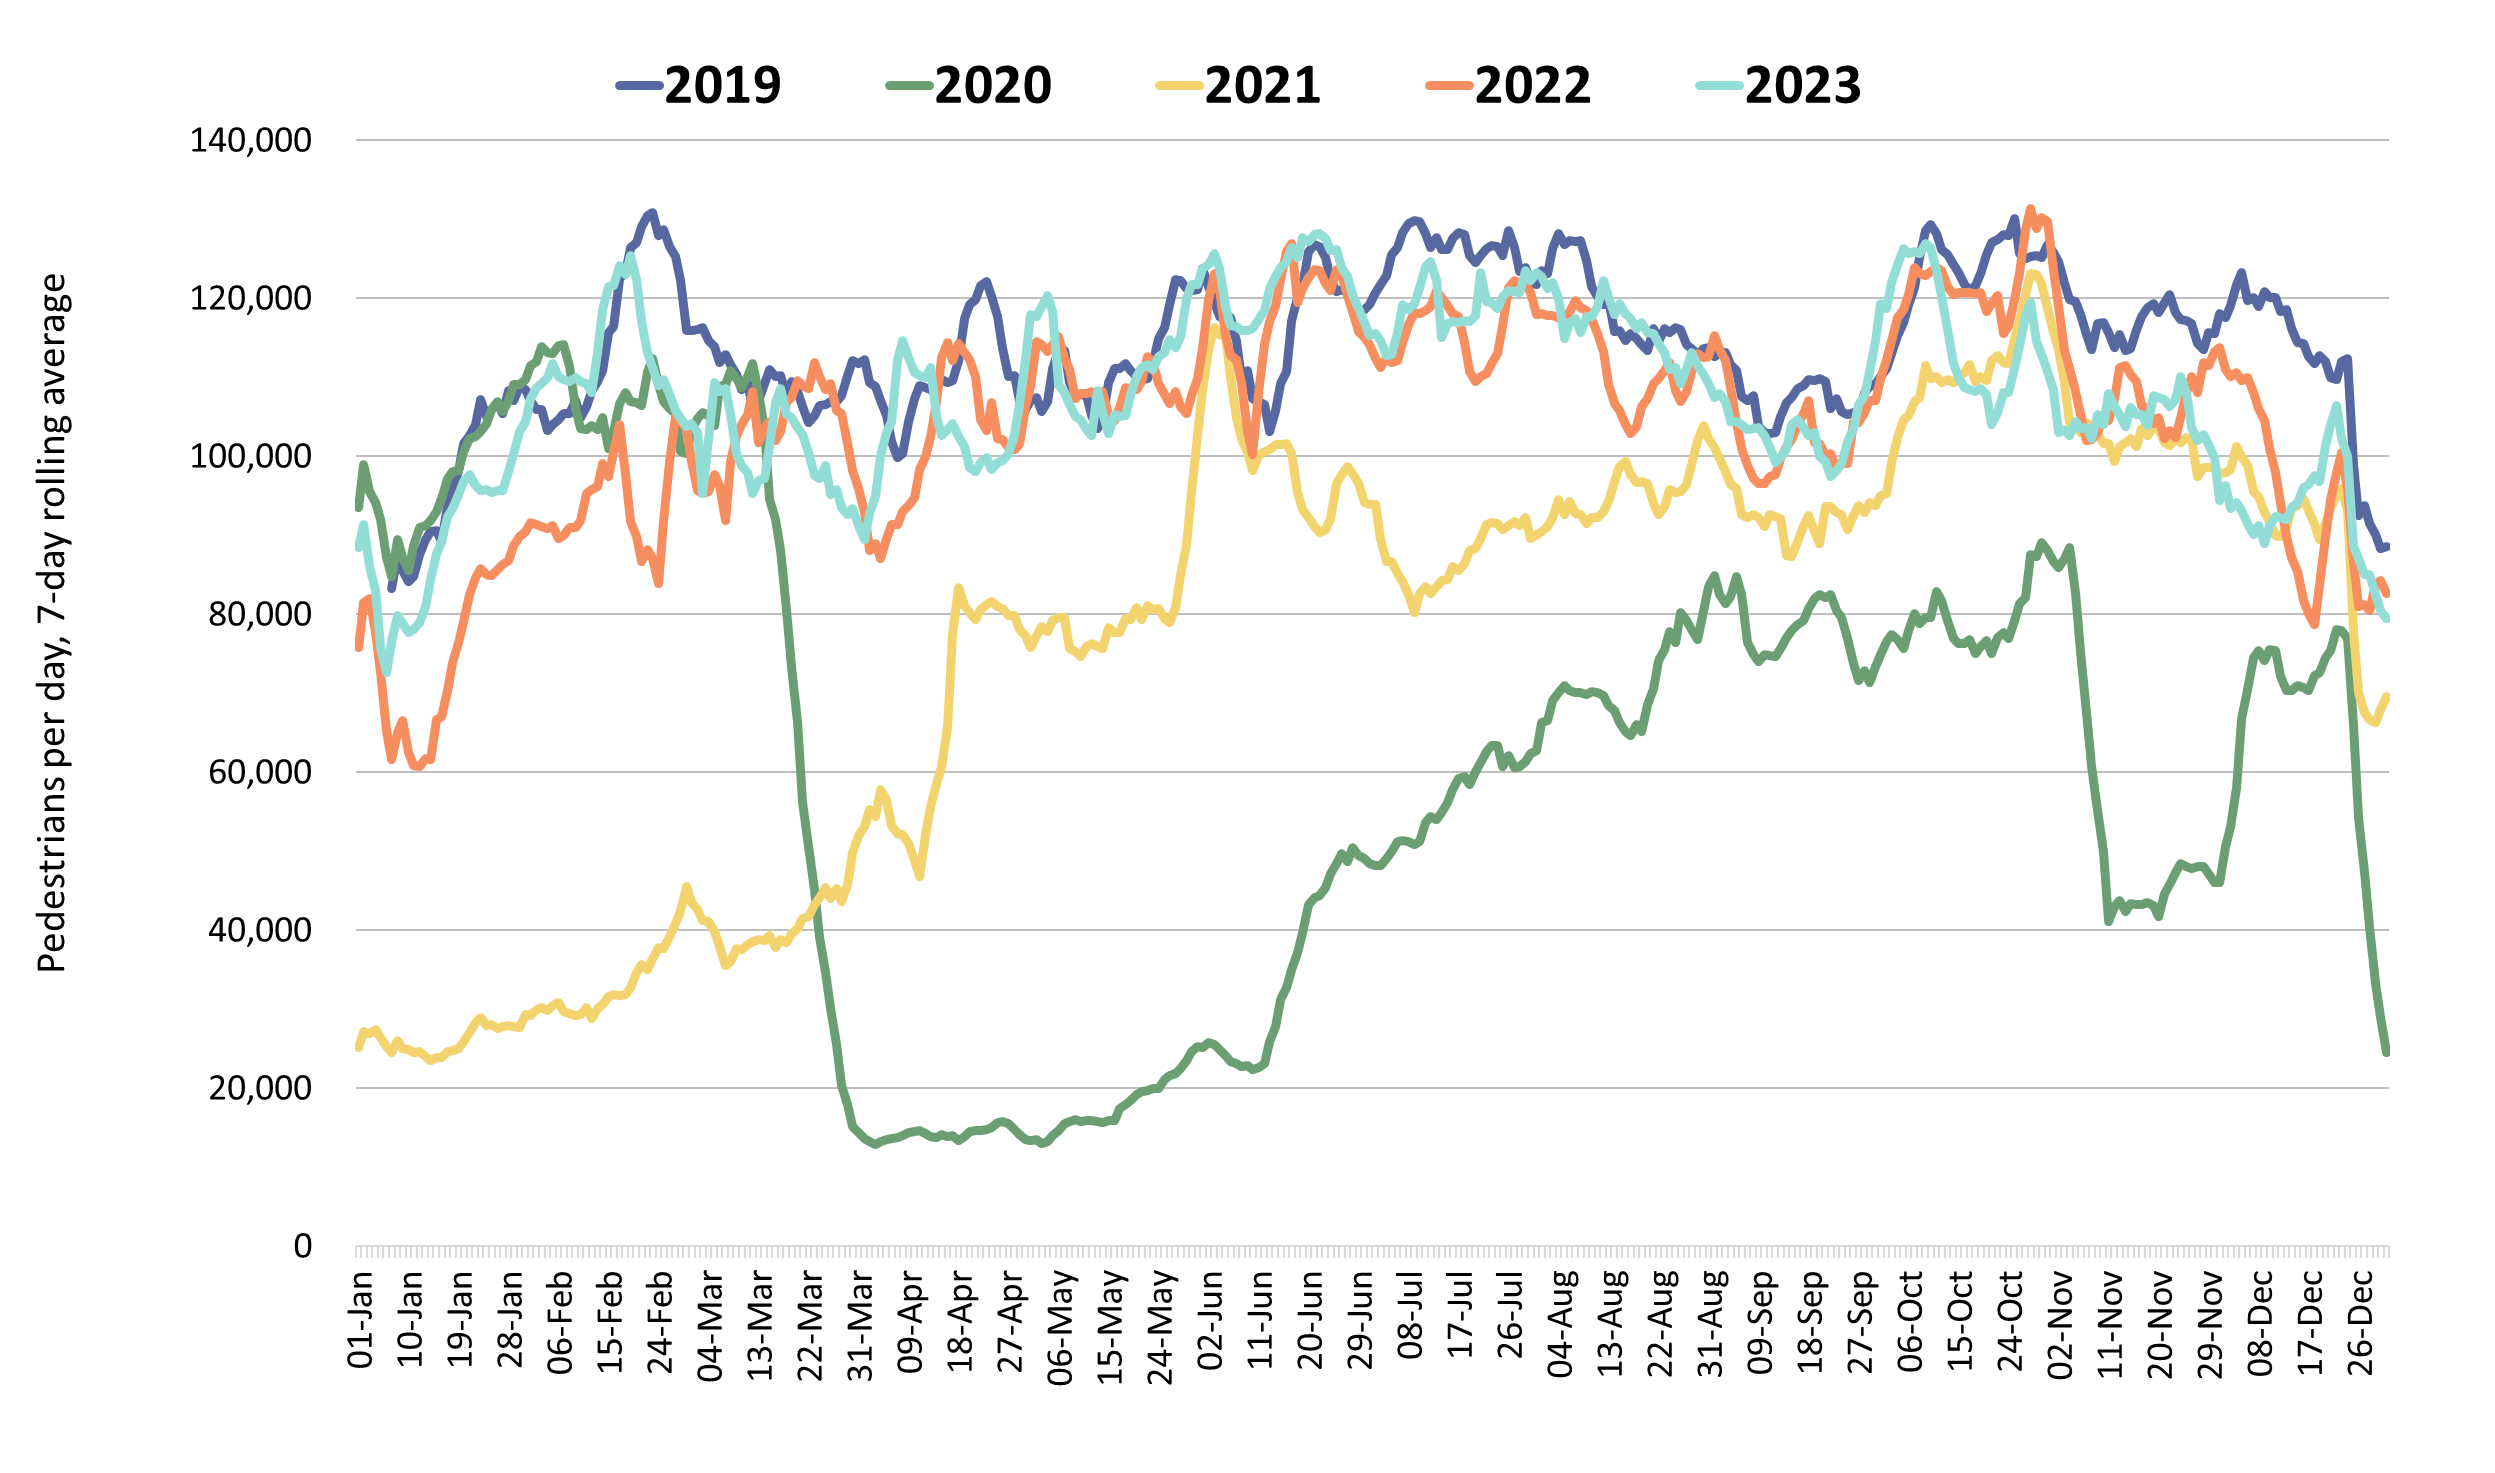 2019 2020 2021 2022 2023
Pedestrians per day, 7-day rolling average
140,000
120,000
100,000
80,000
60,000
40,000
20,000
0
01-Jan
10-Jan
19-Jan
28-Jan
06-Feb
15-Feb
24-Feb
04-Mar
13-Mar
22-Mar
31-Mar
09-Apr
18-Apr
27-Apr
06-May
15-May
24-May
02-Jun
11-Jun
20-Jun
29-Jun
08-Jul
17-Jul
26-Jul
04-Aug
13-Aug
22-Aug
31-Aug
09-Sep
18-Sep
27-Sep
06-Oct
15-Oct
24-Oct
02-Nov
11-Nov
20-Nov
29-Nov
08-Dec
17-Dec
26-Dec